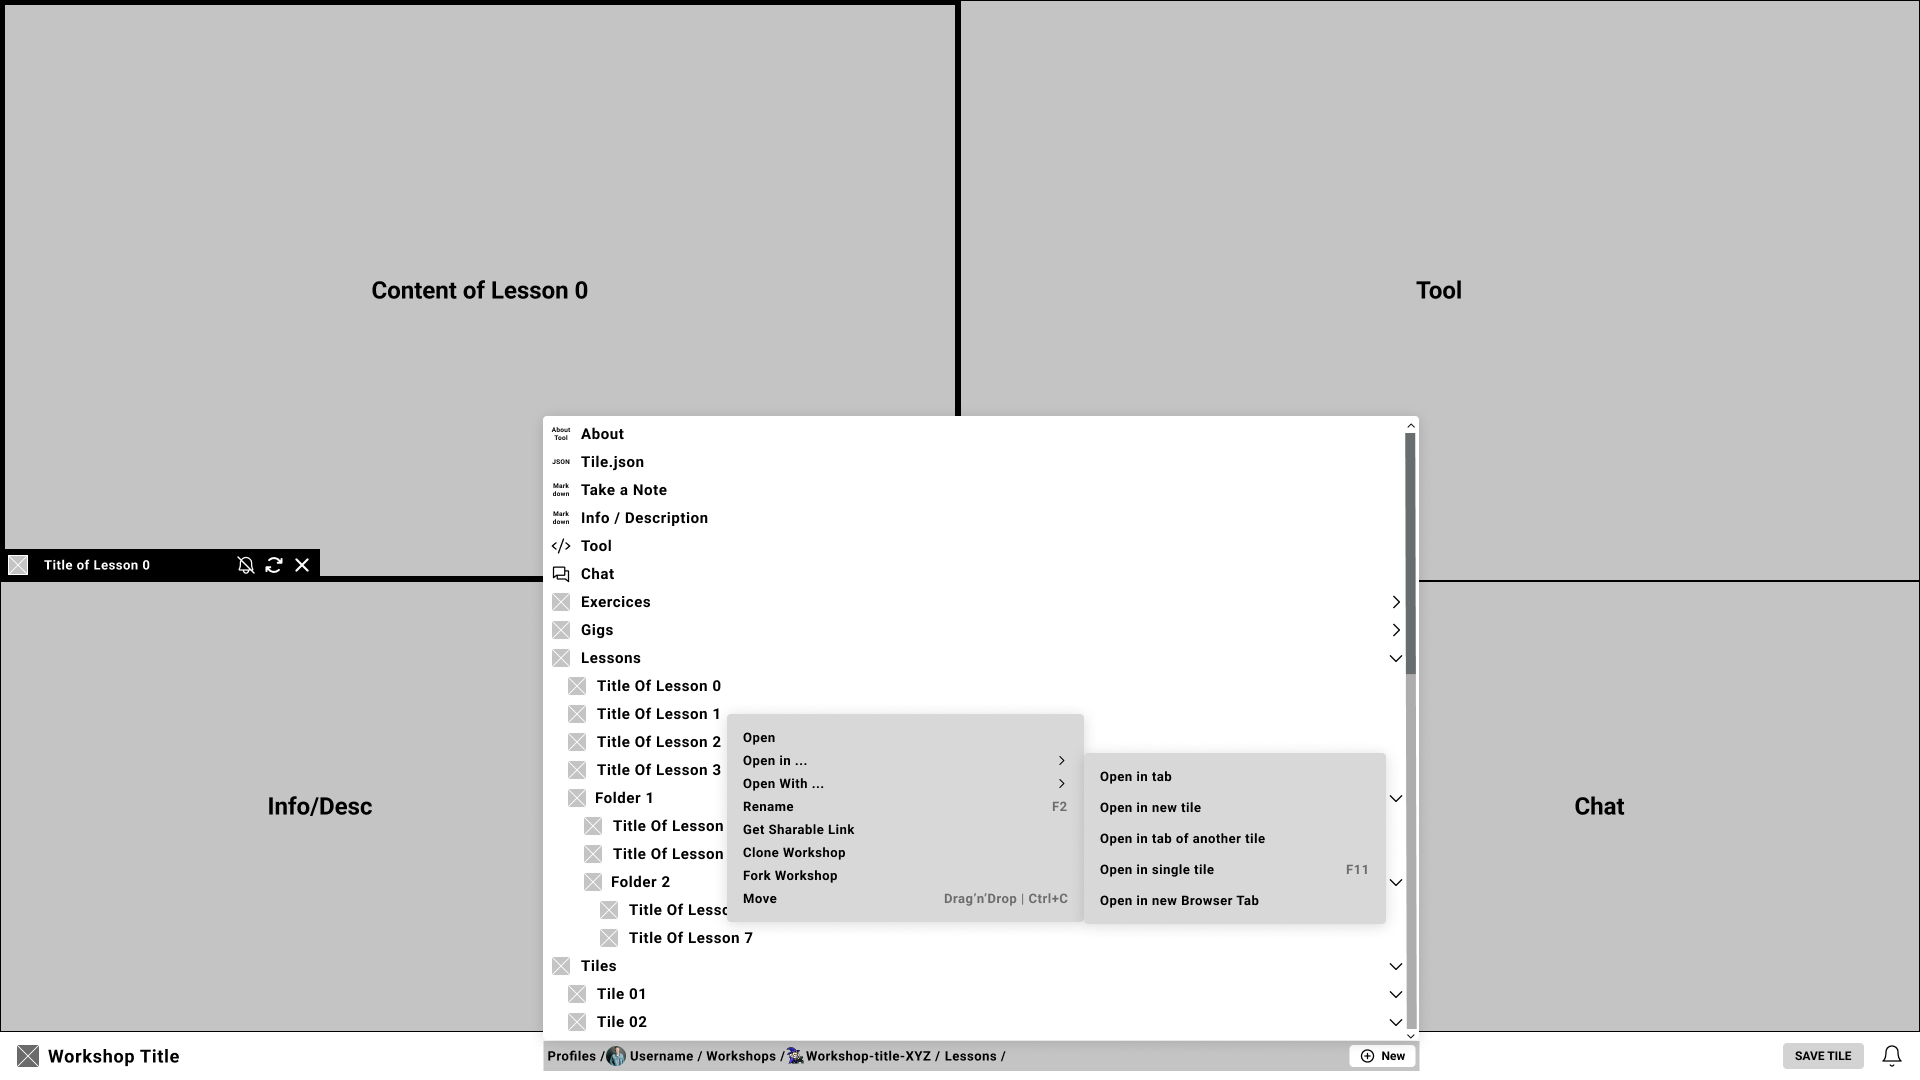 Content of Lesson 0
Tool
Title of Lesson 0
Info/Desc
Chat
About Tool
About
JSON
Tile.json
Mark down
Take a Note
Mark down
Info / Description
</> Tool
Chat
Exercices
Gigs
Lessons
Title Of Lesson 0
Title Of Lesson 1
Title Of Lesson 2
Title Of Lesson 3
Folder 1
Title Of Lesson
Title Of Lesson
Folder 2
Title Of Lesso
Title Of Lesson 7
Tiles
Tile 01
Tile 02
Open
Open in ...
Open With ...
Rename F2
Get Sharable Link
Clone Workshop
Fork Workshop
Move Drag’n’Drop | Ctrl+C
Open in tab
Open in new tile
Open in tab of another tile
Open in single tile F11
Open in new Browser Tab
Workshop Title
Profiles / Username / Workshops / Workshop-title-XYZ / Lessons /
New
SAVE TILE